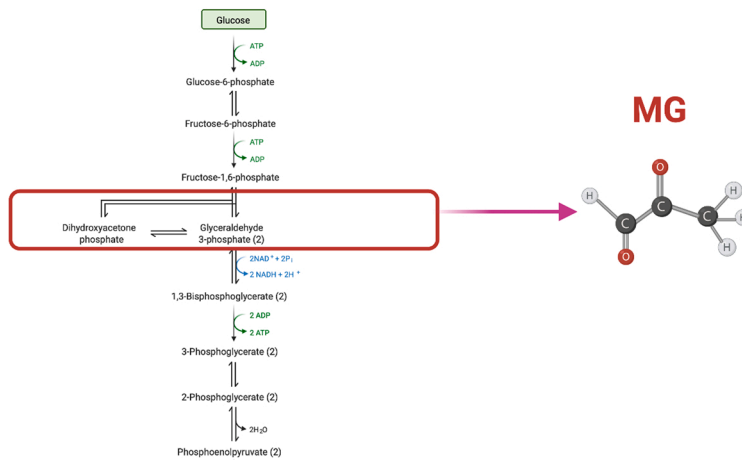 Glucose
ATP
ADP
Glucose-6-phosphate
Fructose-6-phosphate
ATP
ADP
Fructose-1,6-phosphate
Dihydroxyacetone
phosphate
Glyceraldehyde
3-phosphate (2)
2NAD⁺ + 2Pᵢ
2 NADH + 2H ⁺
1,3-Bisphosphoglycerate (2)
2 ADP
2 ATP
3-Phosphoglycerate (2)
2-Phosphoglycerate (2)
2H₂O
Phosphoenolpyruvate (2)
MG
O
H
H
C
C
C
H
H
O